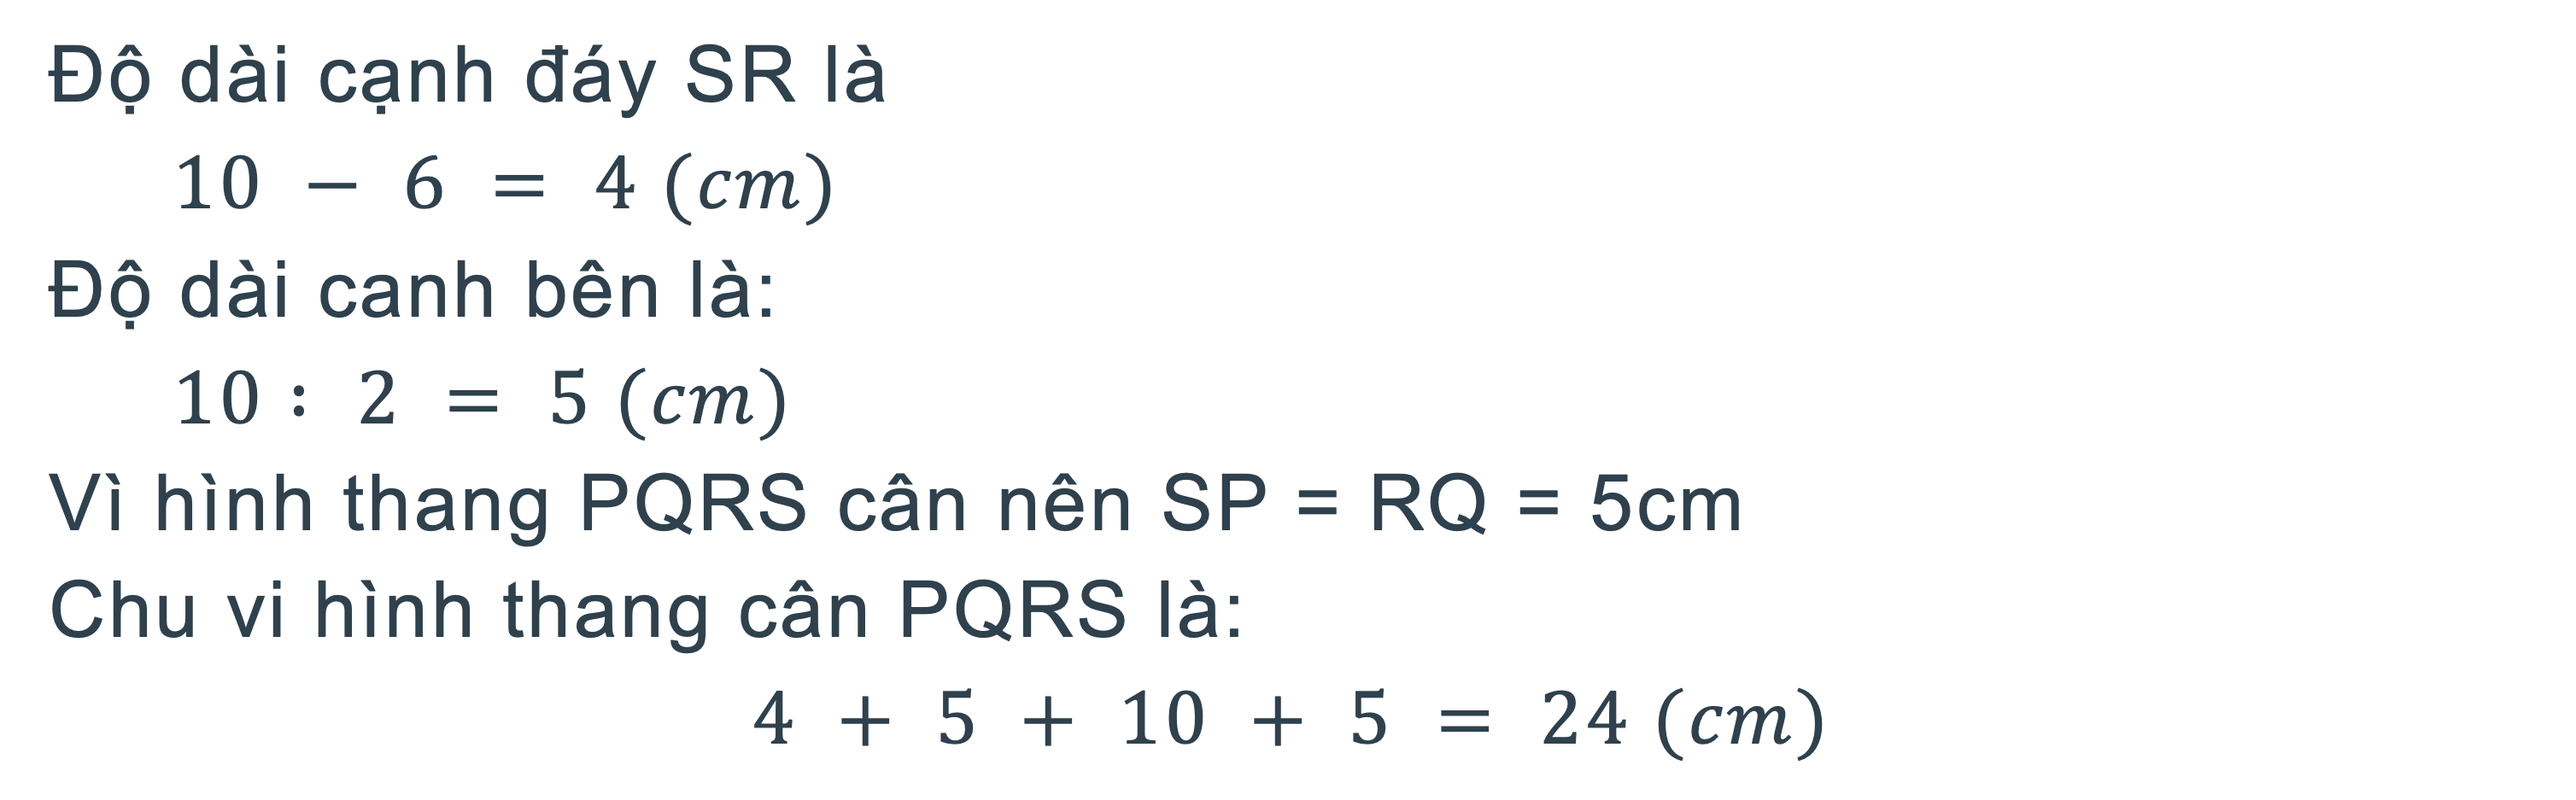 Độ dài cạnh đáy SR là
10 − 6 = 4 (cm)
Độ dài canh bên là:
10 : 2 = 5 (cm)
Vì hình thang PQRS cân nên SP = RQ = 5cm
Chu vi hình thang cân PQRS là:
4 + 5 + 10 + 5 = 24 (cm)